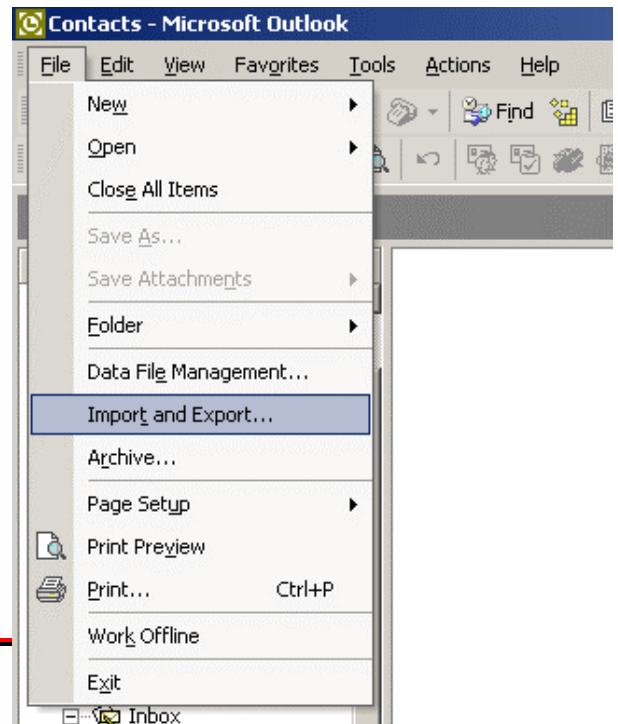 Contacts - Microsoft Outlook
File Edit View Favorites Tools Actions Help
New
Find
Open
Close All Items
Save As...
Save Attachments
Folder
Data File Management...
Import and Export...
Archive...
Page Setup
Print Preview
Print... Ctrl+P
Work Offline
Exit
Inbox